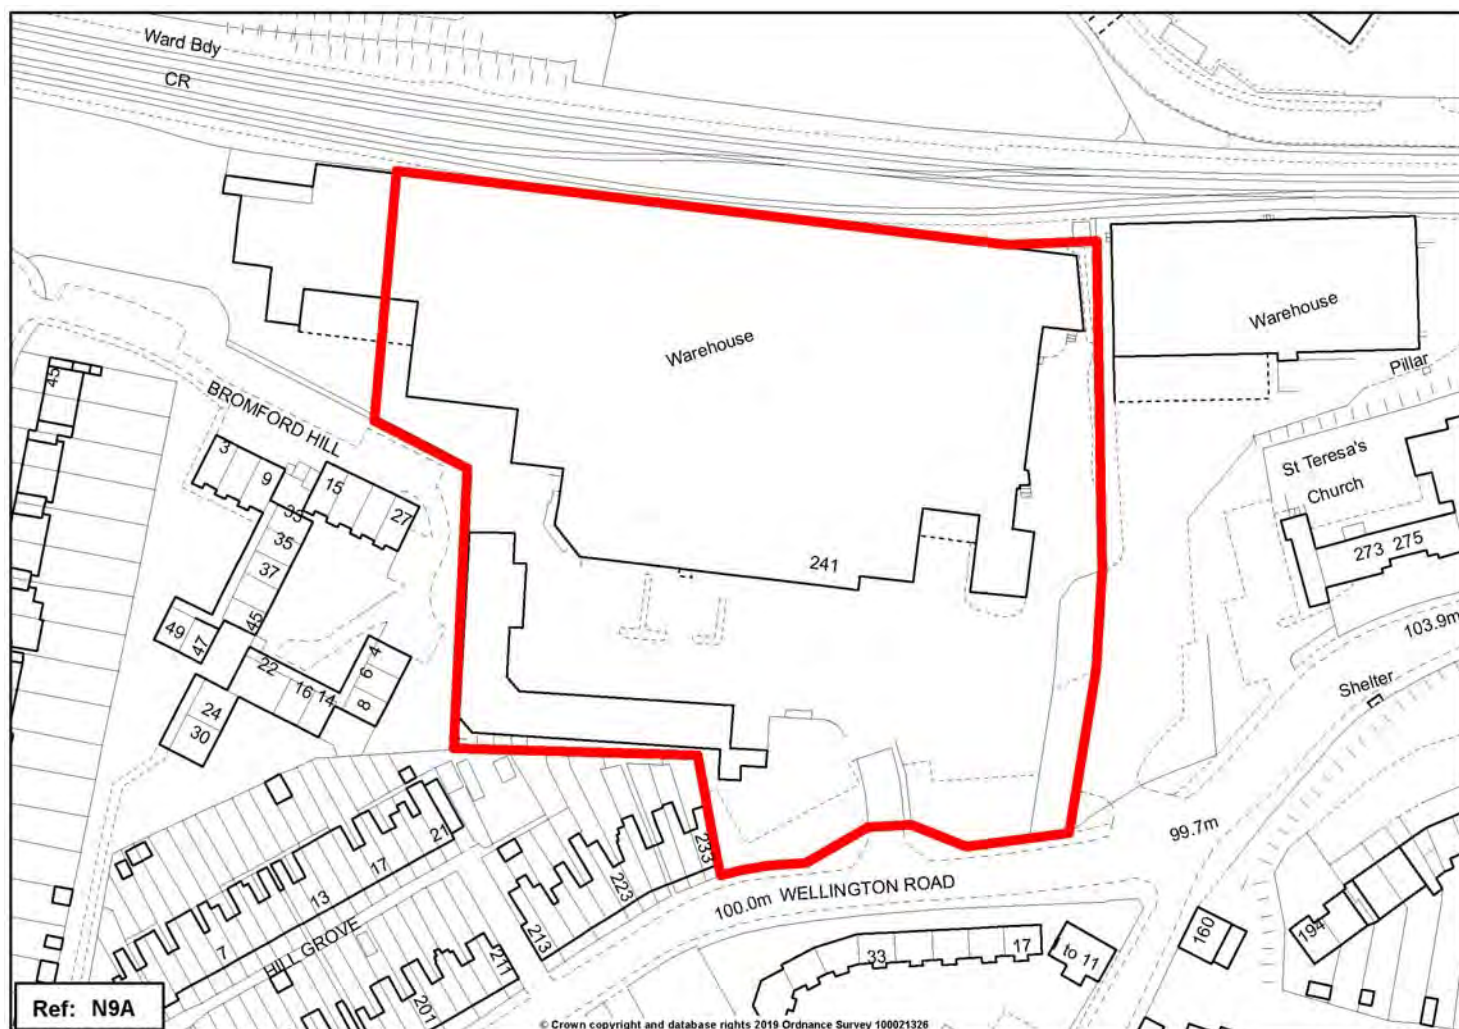 Ward Bdy
CR
Warehouse
Warehouse
Pillar
45
BROMFORD HILL
3
9
15
27
33
35
37
45
49
47
St Teresa's
Church
273 275
241
103.9m
Shelter
4
6
8
22
16
14
24
30
99.7m
21
17
13
7
HILL GROVE
233
223
213
211
201
100.0m WELLINGTON ROAD
33
17
to 11
160
194
Ref: N9A
© Crown copyright and database rights 2019 Ordnance Survey 100021326